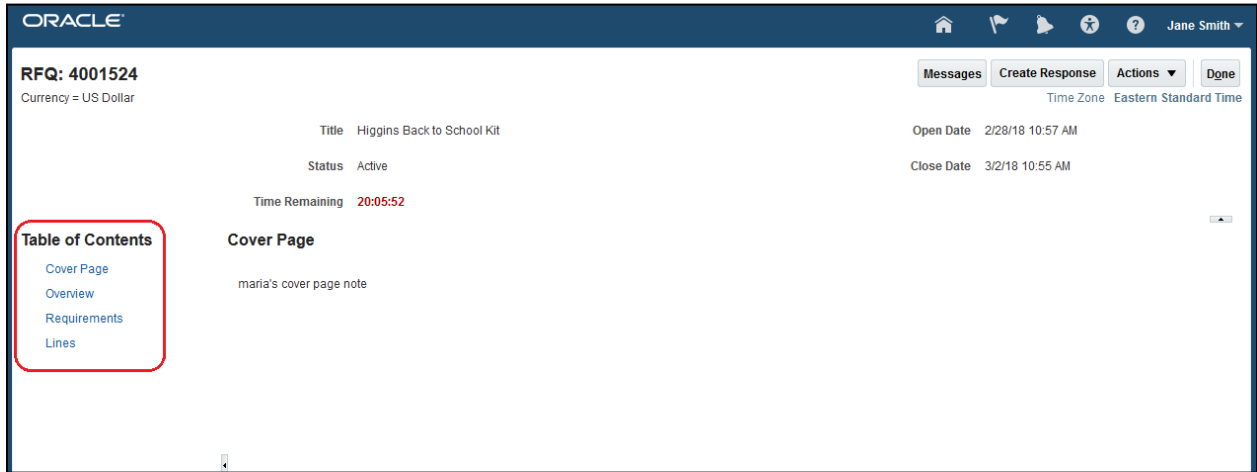 ORACLE
Jane Smith
RFQ: 4001524
Messages Create Response Actions Done
Currency = US Dollar
Time Zone Eastern Standard Time
Title Higgins Back to School Kit
Open Date 2/28/18 10:57 AM
Status Active
Close Date 3/2/18 10:55 AM
Time Remaining 20:05:52
Table of Contents
Cover Page
Overview
Requirements
Lines
Cover Page
maria's cover page note